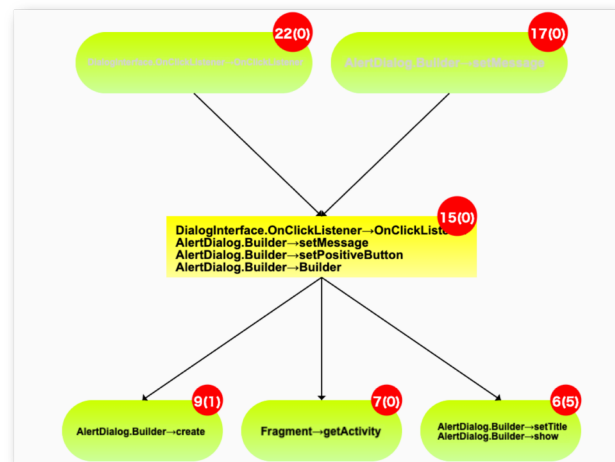 22(0)
DialogInterface.OnClickListener→OnClickListener
17(0)
AlertDialog.Builder→setMessage
15(0)
DialogInterface.OnClickListener→OnClickListe
AlertDialog.Builder→setMessage
AlertDialog.Builder→setPositiveButton
AlertDialog.Builder→Builder
9(1)
AlertDialog.Builder→create
7(0)
Fragment→getActivity
6(5)
AlertDialog.Builder→setTitle
AlertDialog.Builder→show